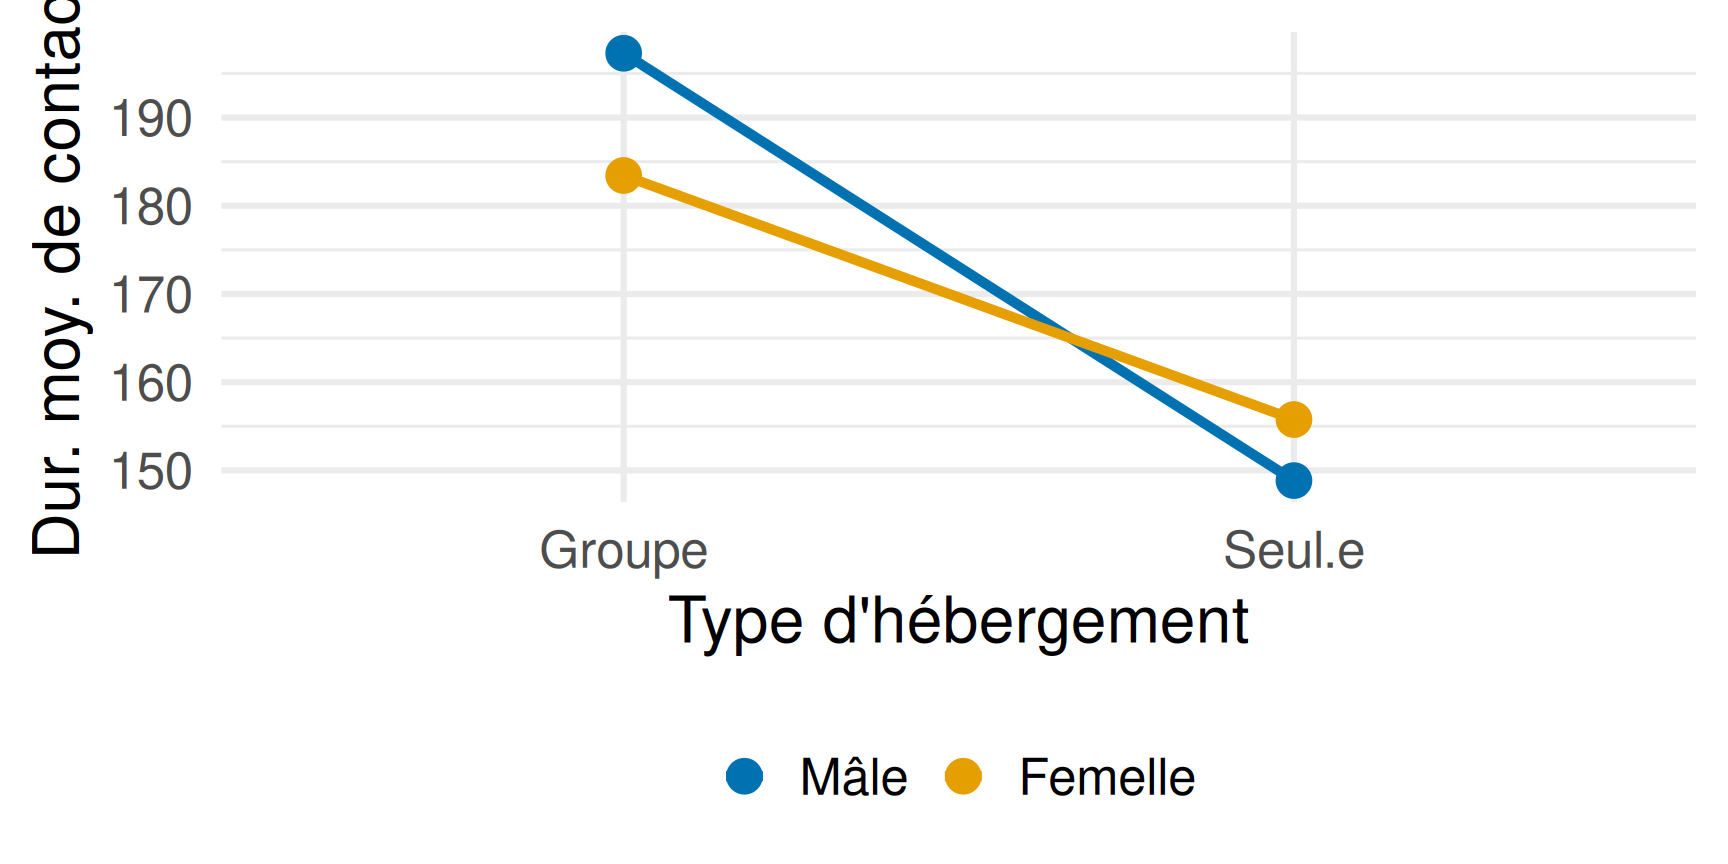 Dur. moy. de contac
190
180
170
160
150
Groupe Seul.e
Type d'hébergement
Mâle Femelle